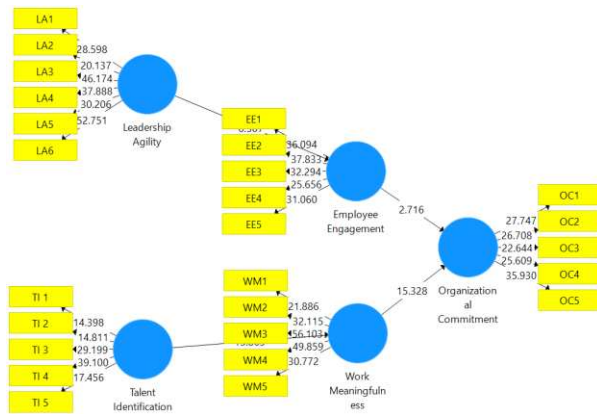 LA1
LA2
LA3
LA4
LA5
LA6
28.598
20.137
46.174
37.888
30.206
52.751
Leadership
Agility
EE1
EE2
EE3
EE4
EE5
36.094
37.833
32.294
25.656
31.060
Employee
Engagement
2.716
15.328
OC1
OC2
OC3
OC4
OC5
27.747
26.708
22.644
25.609
35.930
Organization
al
Commitment
TI 1
TI 2
TI 3
TI 4
TI 5
14.398
14.811
29.199
39.100
17.456
Talent
Identification
WM1
WM2
WM3
WM4
WM5
21.886
32.115
56.103
49.859
30.772
Work
Meaningfuln
ess